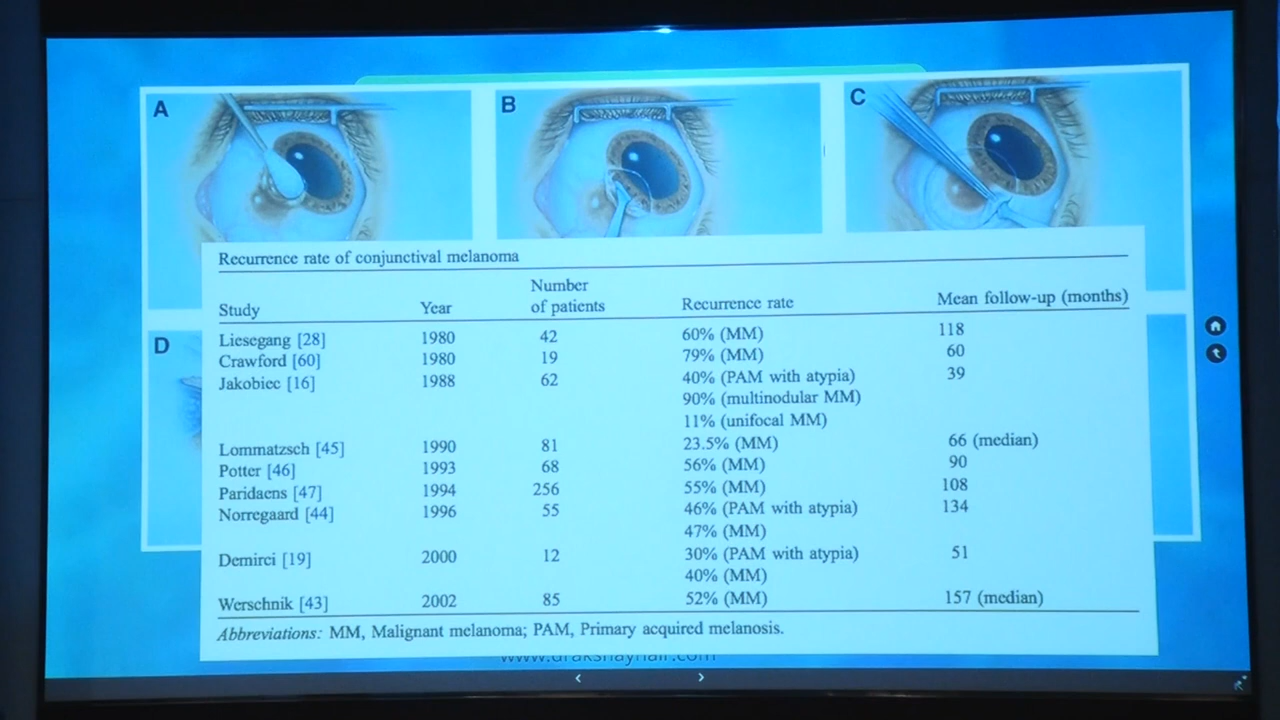 A
B
C
D
Recurrence rate of conjunctival melanoma
Study Year Number of patients Recurrence rate Mean follow-up (months)
Liesegang [28] 1980 42 60% (MM) 118
Crawford [60] 1980 19 79% (MM) 60
Jakobiec [16] 1988 62 40% (PAM with atypia) 39
90% (multinodular MM)
11% (unifocal MM)
Lommatzsch [45] 1990 81 23.5% (MM) 66 (median)
Potter [46] 1993 68 56% (MM) 90
Paridaens [47] 1994 256 55% (MM) 108
Norregaard [44] 1996 55 46% (PAM with atypia) 134
47% (MM)
Demirci [19] 2000 12 30% (PAM with atypia) 51
40% (MM)
Werschnik [43] 2002 85 52% (MM) 157 (median)
Abbreviations: MM, Malignant melanoma; PAM, Primary acquired melanosis.
www.drakshaynair.com